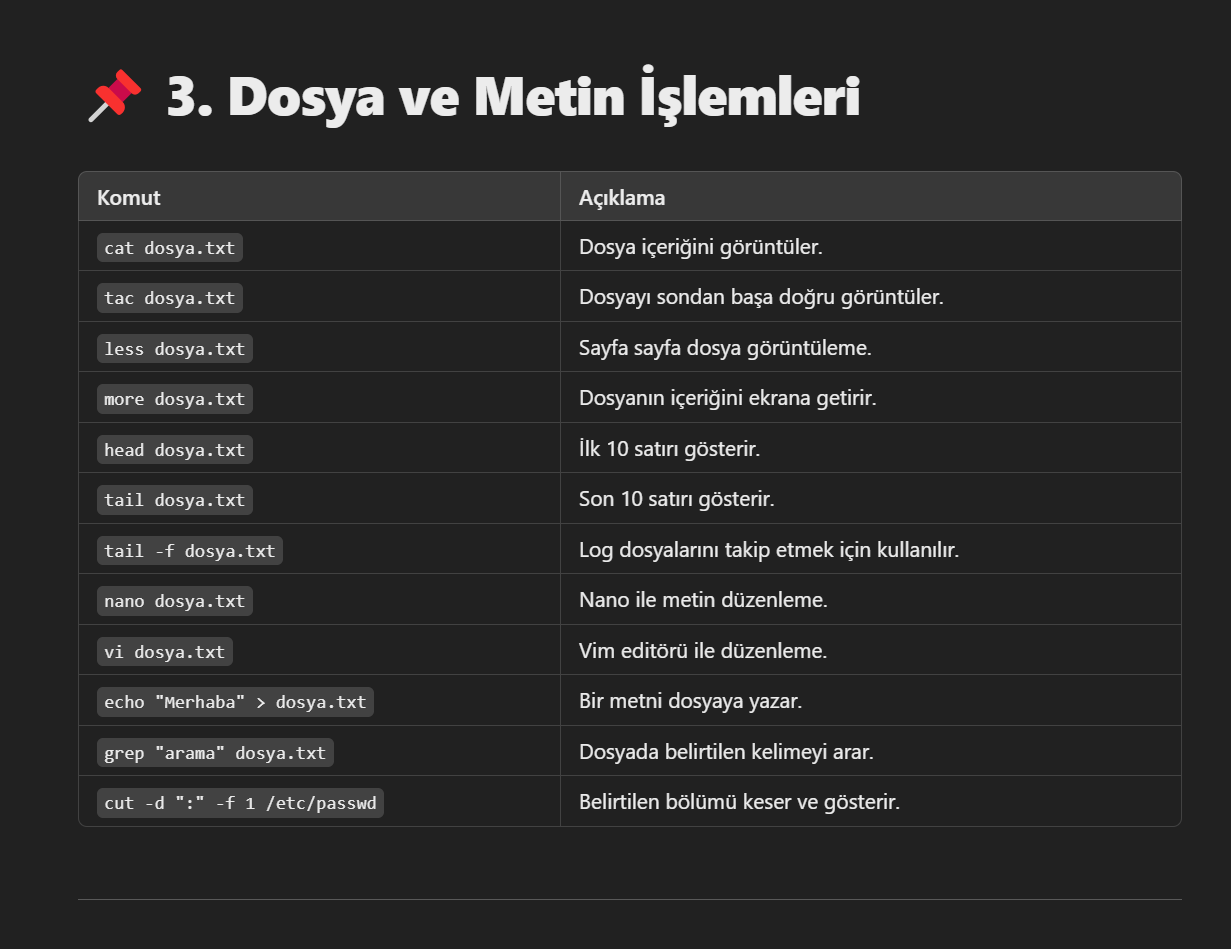 📌 3. Dosya ve Metin İşlemleri
Komut Açıklama
cat dosya.txt Dosya içeriğini görüntüler.
tac dosya.txt Dosyayı sondan başa doğru görüntüler.
less dosya.txt Sayfa sayfa dosya görüntüleme.
more dosya.txt Dosyanın içeriğini ekrana getirir.
head dosya.txt İlk 10 satırı gösterir.
tail dosya.txt Son 10 satırı gösterir.
tail -f dosya.txt Log dosyalarını takip etmek için kullanılır.
nano dosya.txt Nano ile metin düzenleme.
vi dosya.txt Vim editörü ile düzenleme.
echo "Merhaba" > dosya.txt Bir metni dosyaya yazar.
grep "arama" dosya.txt Dosyada belirtilen kelimeyi arar.
cut -d ":" -f 1 /etc/passwd Belirtilen bölümü keser ve gösterir.